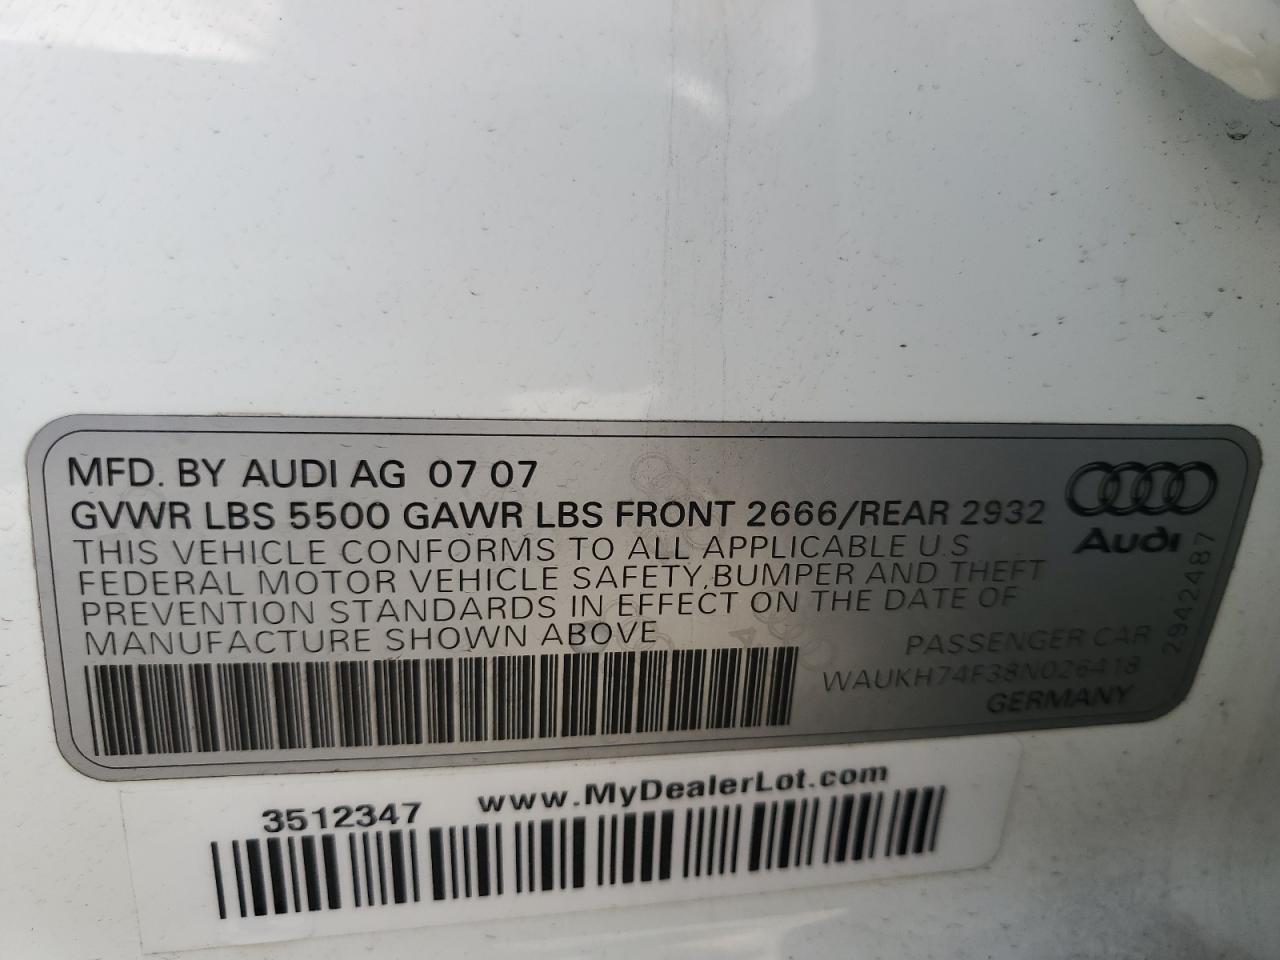 MFD. BY AUDI AG 07 07
GVWR LBS 5500 GAWR LBS FRONT 2666/REAR 2932
THIS VEHICLE CONFORMS TO ALL APPLICABLE U.S
FEDERAL MOTOR VEHICLE SAFETY,BUMPER AND THEFT
PREVENTION STANDARDS IN EFFECT ON THE DATE OF
MANUFACTURE SHOWN ABOVE
Audi
2942487
PASSENGER CAR
WAUKH74F38N026418
GERMANY
3512347 www.MyDealerLot.com